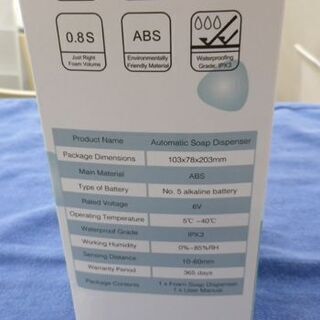 0.8S
Just Right
Foam Volume
ABS
Environmentally
Friendly Material
Waterproofing
Grade, IPX3
Product Name Automatic Soap Dispenser
Package Dimensions 103x78x203mm
Main Material ABS
Type of Battery No. 5 alkaline battery
Rated Voltage 6V
Operating Temperature 5℃ ~40℃
Waterproof Grade IPX3
Working Humidity 0%~85%RH
Sensing Distance 10-60mm
Warranty Period 365 days
Package Contents 1 x Foam Soap Dispenser
1 x User Manual